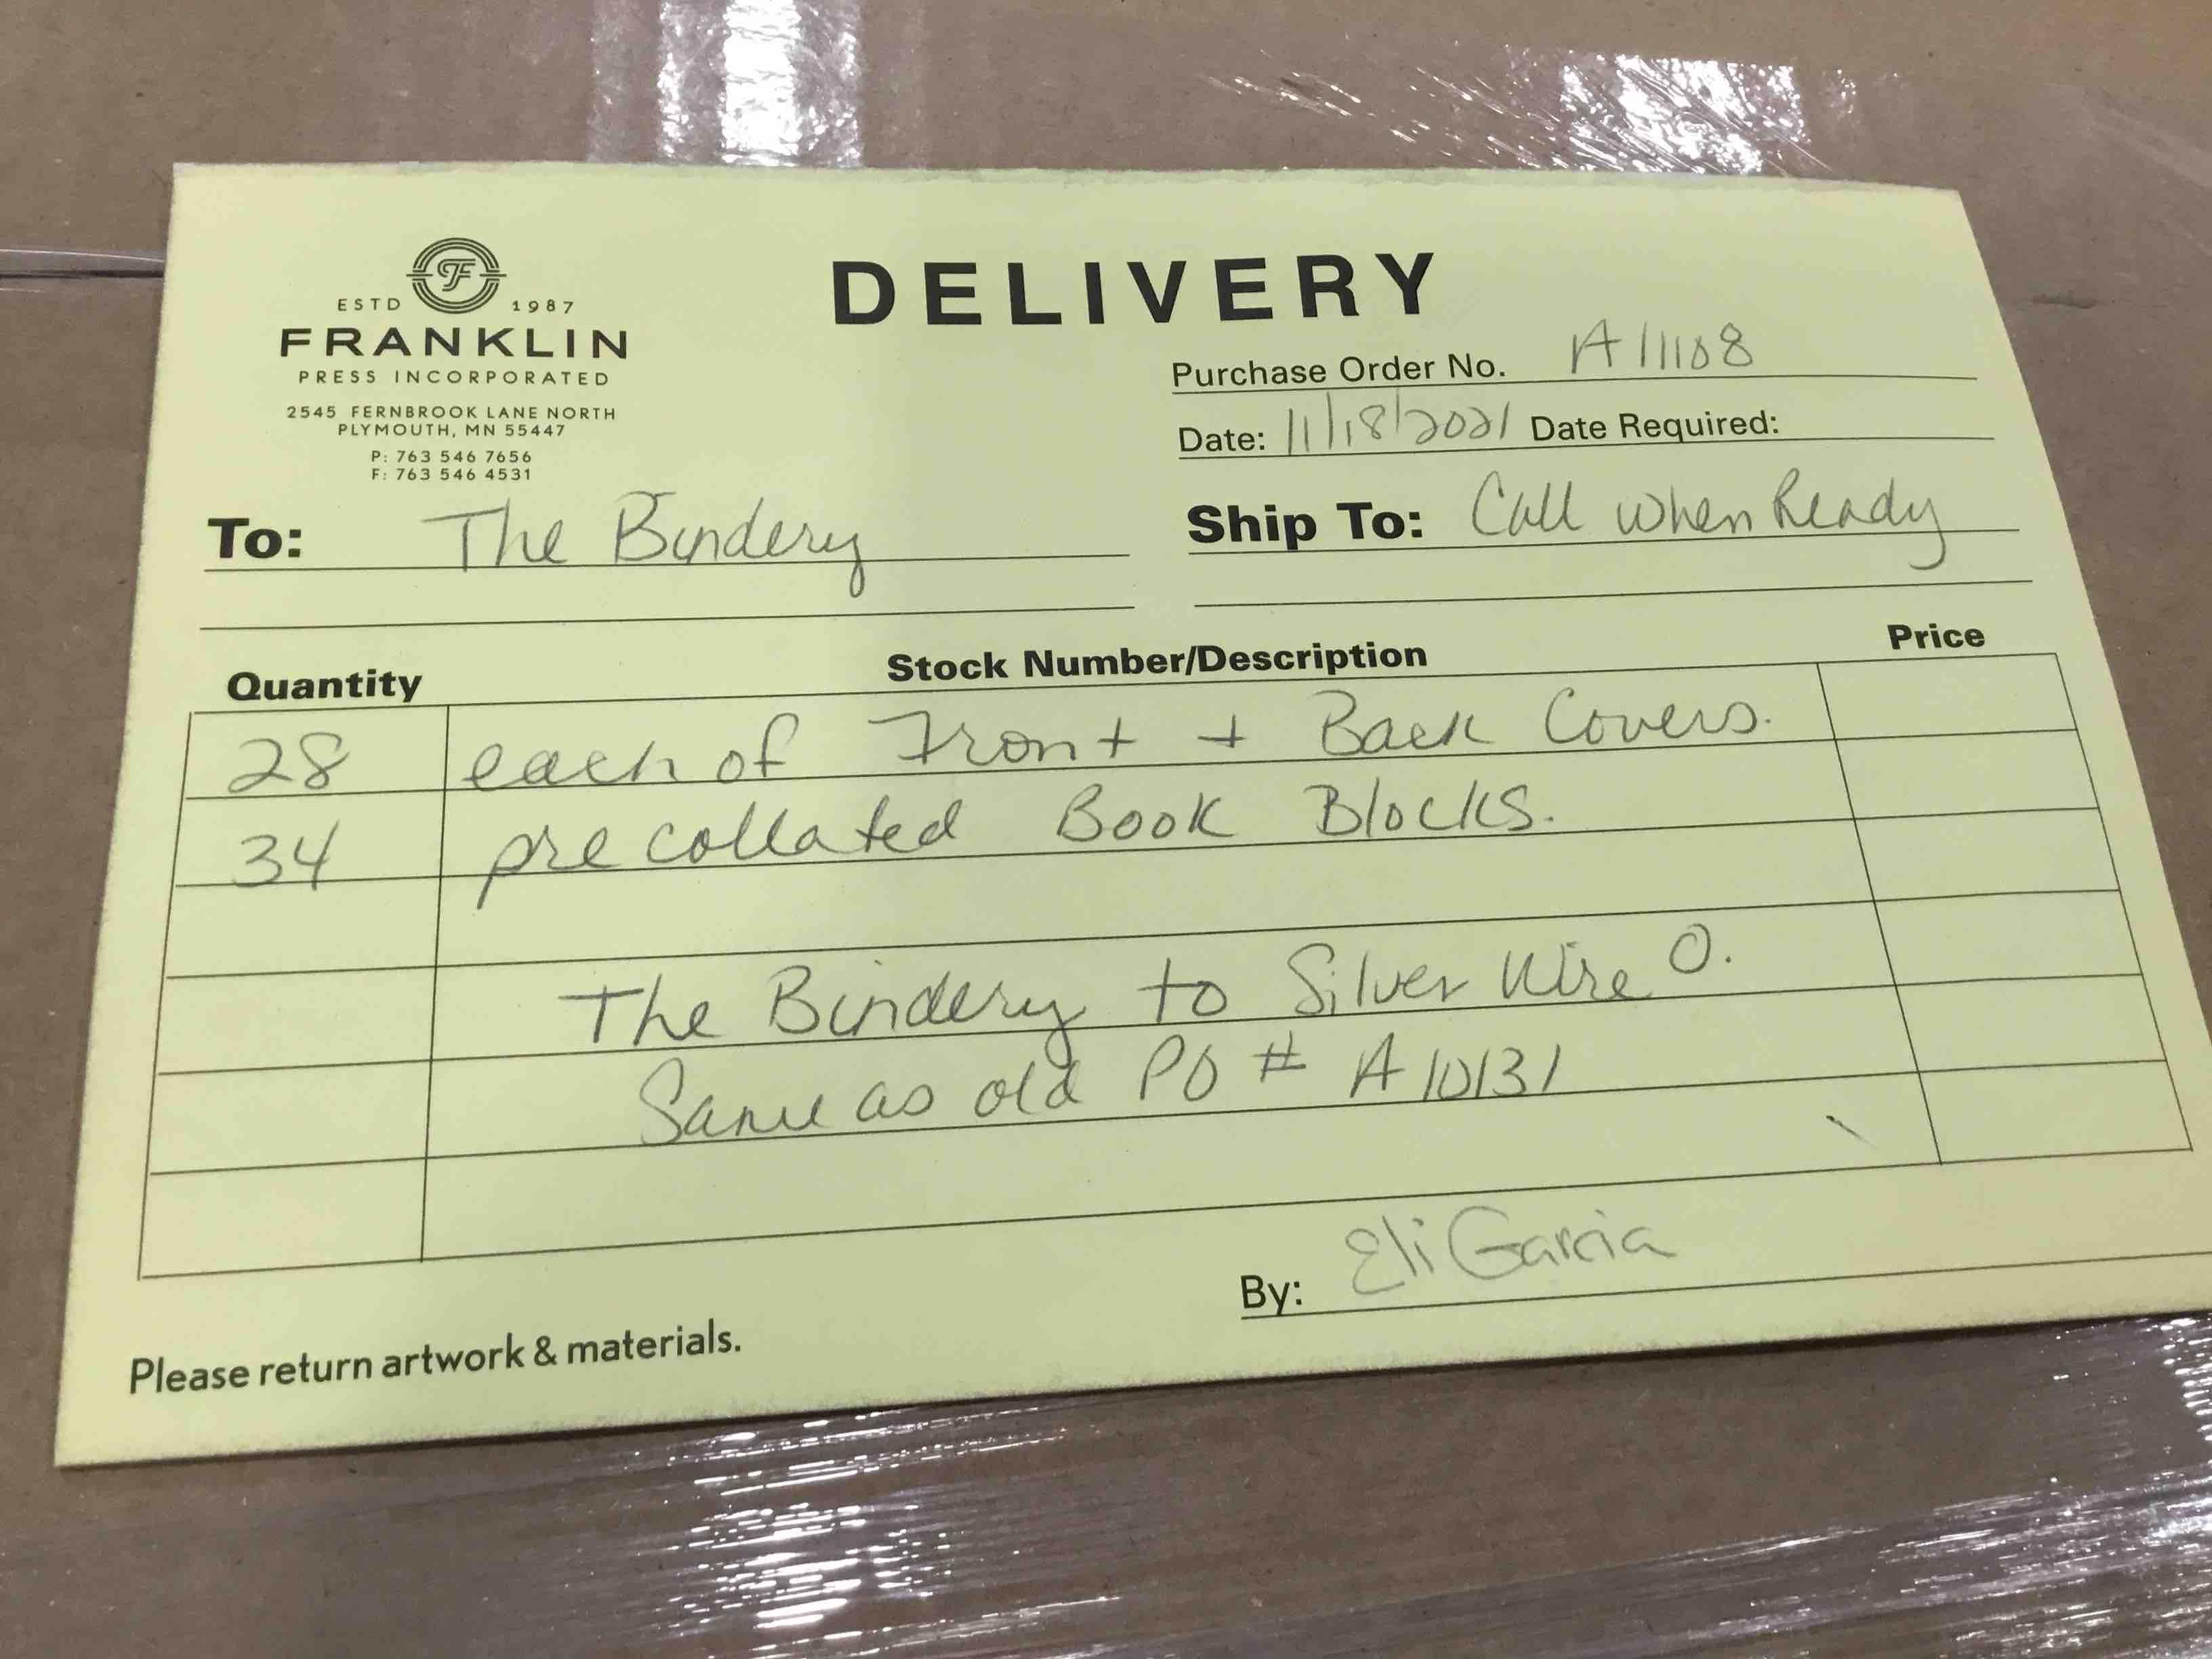 ESTD 1987
FRANKLIN
PRESS INCORPORATED
2545 FERNBROOK LANE NORTH
PLYMOUTH, MN 55447
P: 763 546 7656
F: 763 546 4531
DELIVERY
Purchase Order No. A11108
Date: 11/18/2021 Date Required:
To: The Bindery
Ship To: Call when Ready
Quantity Stock Number/Description Price
28 each of Front + Back Covers.
34 pre collated Book Blocks.
The Bindery to Silver Wire O.
Same as old PO # A10131
By: Eli Garcia
Please return artwork & materials.